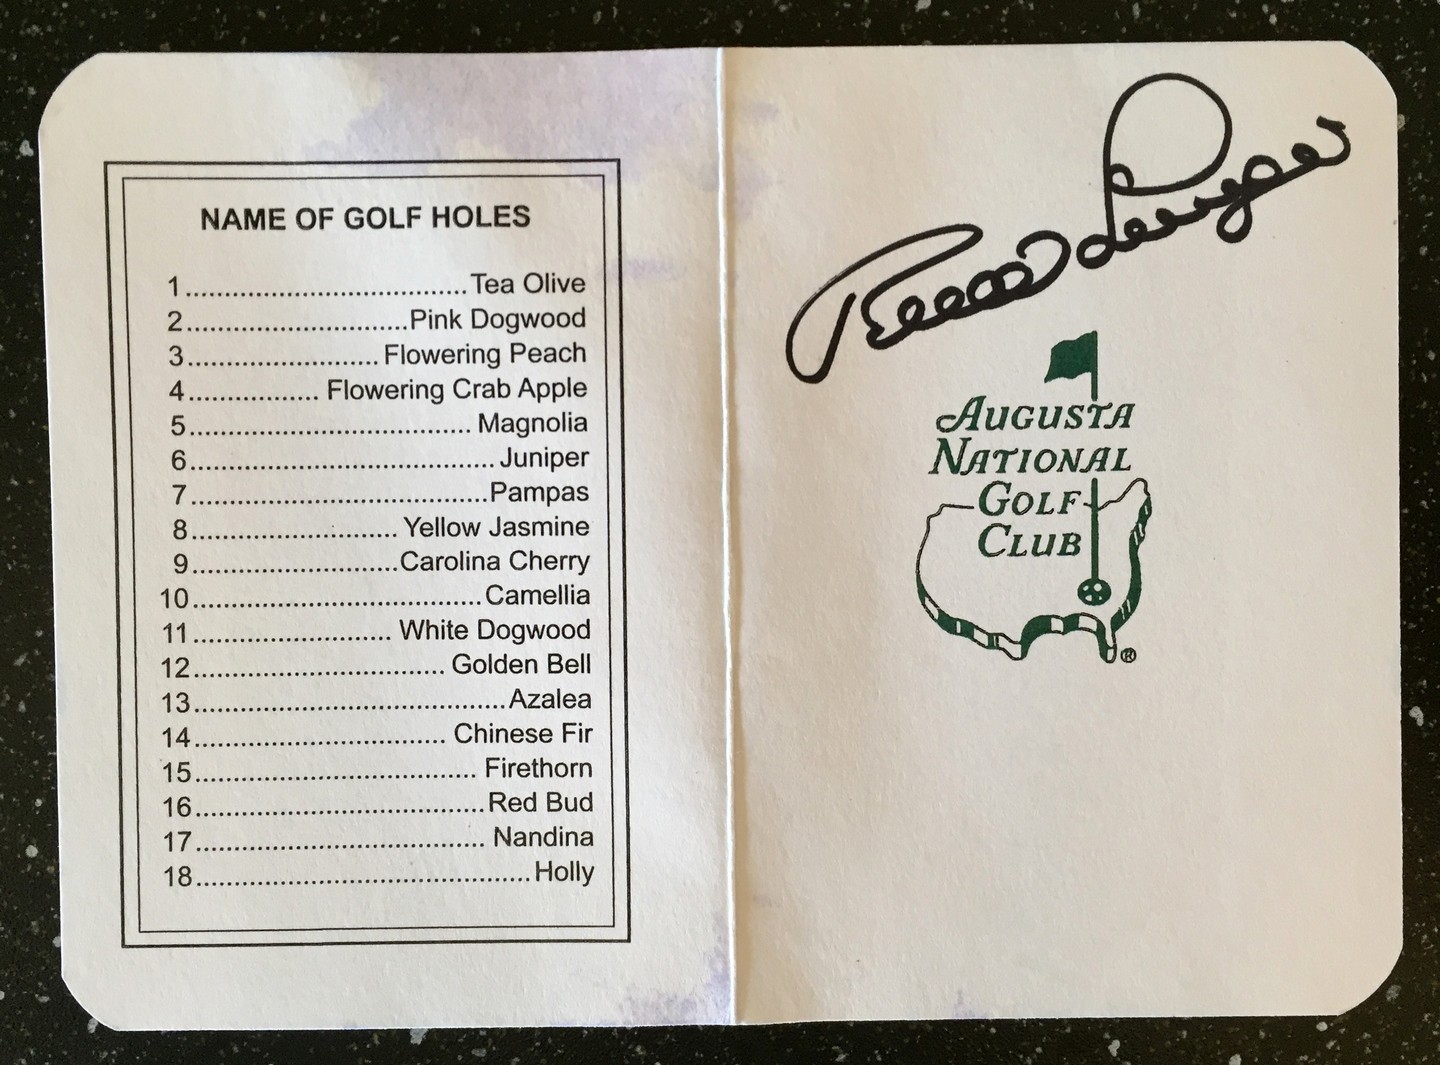 NAME OF GOLF HOLES
1..................................Tea Olive
2...........................Pink Dogwood
3....................... Flowering Peach
4................ Flowering Crab Apple
5.................................. Magnolia
6..................................... Juniper
7....................................Pampas
8......................... Yellow Jasmine
9.........................Carolina Cherry
10...................................Camellia
11........................ White Dogwood
12.............................. Golden Bell
13......................................Azalea
14.............................. Chinese Fir
15.................................. Firethorn
16...................................Red Bud
17................................... Nandina
18.........................................Holly
AUGUSTA
NATIONAL
GOLF
CLUB
®